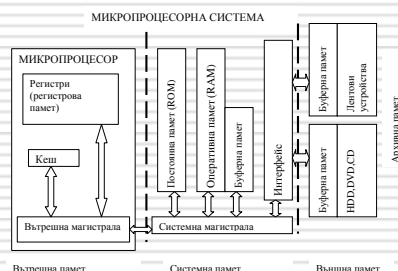 МИКРОПРОЦЕСОРНА СИСТЕМА
МИКРОПРОЦЕСОР
Регистри
(регистрова
памет)
Кеш
Вътрешна магистрала
Постоянна памет (ROM)
Оперативна памет (RAM)
Буферна памет
Интерфейс
Системна магистрала
Буферна памет
Лентови
устройства
Буферна памет
HDD,DVD,CD
Архивна памет
Вътрешна памет
Системна памет
Външна памет